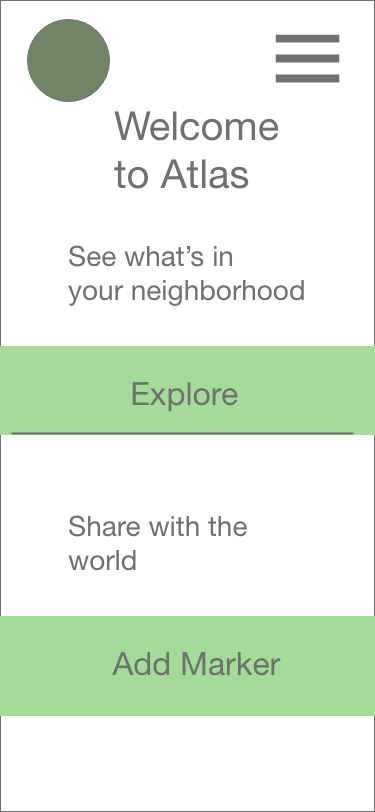 Welcome
to Atlas
See what’s in
your neighborhood
Explore
Share with the
world
Add Marker